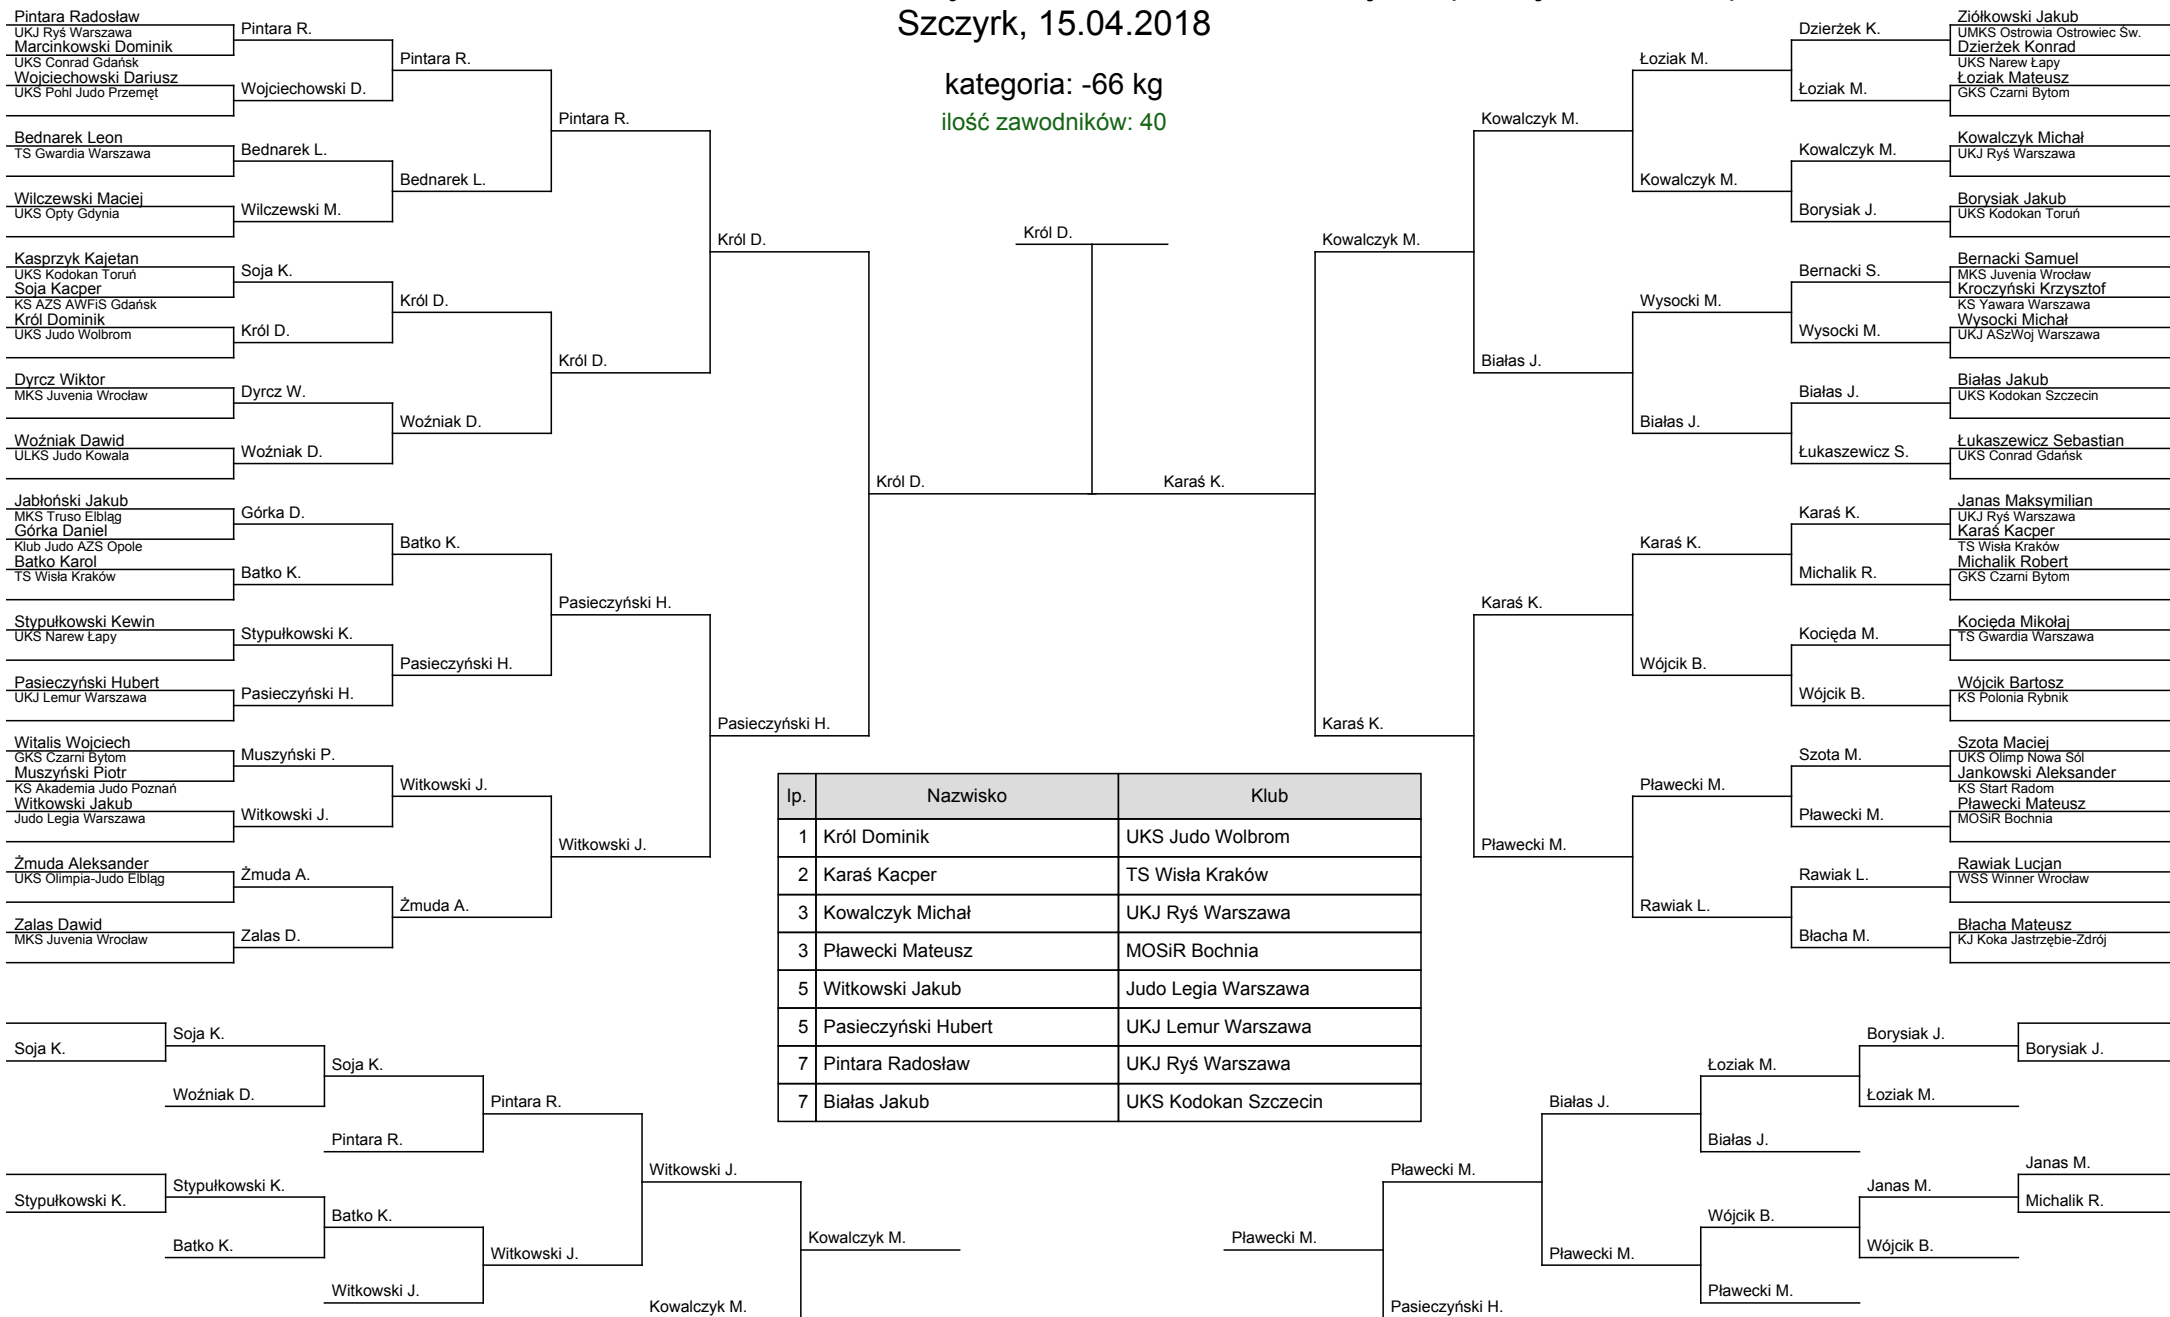 Szczyrk, 15.04.2018
kategoria: -66 kg
ilość zawodników: 40
Pintara Radosław
UKJ Ryś Warszawa
Marcinkowski Dominik
UKS Conrad Gdańsk
Wojciechowski Dariusz
UKS Pohl Judo Przemęt
Bednarek Leon
TS Gwardia Warszawa
Wilczewski Maciej
UKS Opty Gdynia
Kasprzyk Kajetan
UKS Kodokan Toruń
Soja Kacper
KS AZS AWFiS Gdańsk
Król Dominik
UKS Judo Wolbrom
Dyrcz Wiktor
MKS Juvenia Wrocław
Woźniak Dawid
ULKS Judo Kowala
Jabłoński Jakub
MKS Truso Elbląg
Górka Daniel
Klub Judo AZS Opole
Batko Karol
TS Wisła Kraków
Stypułkowski Kewin
UKS Narew Łapy
Pasieczyński Hubert
UKJ Lemur Warszawa
Witalis Wojciech
GKS Czarni Bytom
Muszyński Piotr
KS Akademia Judo Poznań
Witkowski Jakub
Judo Legia Warszawa
Żmuda Aleksander
UKS Olimpia-Judo Elbląg
Zalas Dawid
MKS Juvenia Wrocław
Pintara R.
Wojciechowski D.
Bednarek L.
Wilczewski M.
Soja K.
Król D.
Dyrcz W.
Woźniak D.
Górka D.
Batko K.
Stypułkowski K.
Pasieczyński H.
Muszyński P.
Witkowski J.
Żmuda A.
Zalas D.
Pintara R.
Bednarek L.
Król D.
Woźniak D.
Batko K.
Pasieczyński H.
Witkowski J.
Żmuda A.
Pintara R.
Król D.
Pasieczyński H.
Witkowski J.
Król D.
Pasieczyński H.
Król D.
Król D.
Karaś K.
Kowalczyk M.
Karaś K.
Kowalczyk M.
Białas J.
Karaś K.
Pławecki M.
Łoziak M.
Kowalczyk M.
Wysocki M.
Białas J.
Karaś K.
Wójcik B.
Pławecki M.
Rawiak L.
Dzierżek K.
Łoziak M.
Kowalczyk M.
Borysiak J.
Bernacki S.
Wysocki M.
Białas J.
Łukaszewicz S.
Karaś K.
Michalik R.
Kocięda M.
Wójcik B.
Szota M.
Pławecki M.
Rawiak L.
Błacha M.
Ziółkowski Jakub
UMKS Ostrowia Ostrowiec Św.
Dzierżek Konrad
UKS Narew Łapy
Łoziak Mateusz
GKS Czarni Bytom
Kowalczyk Michał
UKJ Ryś Warszawa
Borysiak Jakub
UKS Kodokan Toruń
Bernacki Samuel
MKS Juvenia Wrocław
Kroczyński Krzysztof
KS Yawara Warszawa
Wysocki Michał
UKJ ASzWoj Warszawa
Białas Jakub
UKS Kodokan Szczecin
Łukaszewicz Sebastian
UKS Conrad Gdańsk
Janas Maksymilian
UKJ Ryś Warszawa
Karaś Kacper
TS Wisła Kraków
Michalik Robert
GKS Czarni Bytom
Kocięda Mikołaj
TS Gwardia Warszawa
Wójcik Bartosz
KS Polonia Rybnik
Szota Maciej
UKS Olimp Nowa Sól
Jankowski Aleksander
KS Start Radom
Pławecki Mateusz
MOSiR Bochnia
Rawiak Lucjan
WSS Winner Wrocław
Błacha Mateusz
KJ Koka Jastrzębie-Zdrój
lp. Nazwisko Klub
1 Król Dominik UKS Judo Wolbrom
2 Karaś Kacper TS Wisła Kraków
3 Kowalczyk Michał UKJ Ryś Warszawa
3 Pławecki Mateusz MOSiR Bochnia
5 Witkowski Jakub Judo Legia Warszawa
5 Pasieczyński Hubert UKJ Lemur Warszawa
7 Pintara Radosław UKJ Ryś Warszawa
7 Białas Jakub UKS Kodokan Szczecin
Soja K.
Stypułkowski K.
Soja K.
Woźniak D.
Stypułkowski K.
Batko K.
Soja K.
Pintara R.
Batko K.
Witkowski J.
Pintara R.
Witkowski J.
Witkowski J.
Kowalczyk M.
Kowalczyk M.
Pławecki M.
Pławecki M.
Pasieczyński H.
Białas J.
Pławecki M.
Łoziak M.
Białas J.
Wójcik B.
Pławecki M.
Borysiak J.
Łoziak M.
Janas M.
Wójcik B.
Borysiak J.
Janas M.
Michalik R.